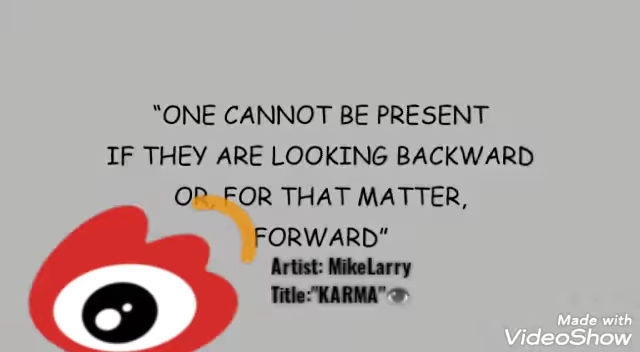 “ONE CANNOT BE PRESENT
IF THEY ARE LOOKING BACKWARD
OR, FOR THAT MATTER,
FORWARD”
Artist: MikeLarry
Title:"KARMA"👁
Made with
VideoShow